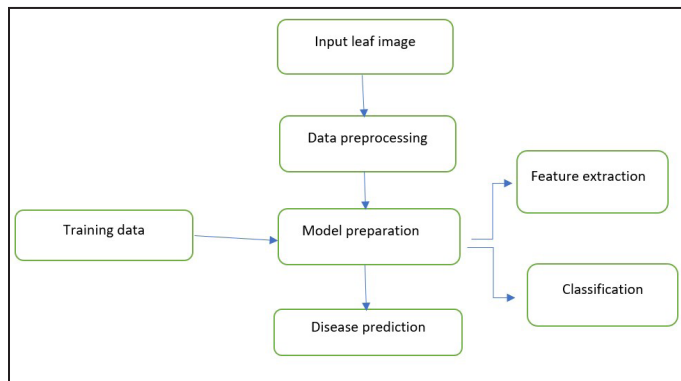 Input leaf image
Data preprocessing
Feature extraction
Training data
Model preparation
Classification
Disease prediction